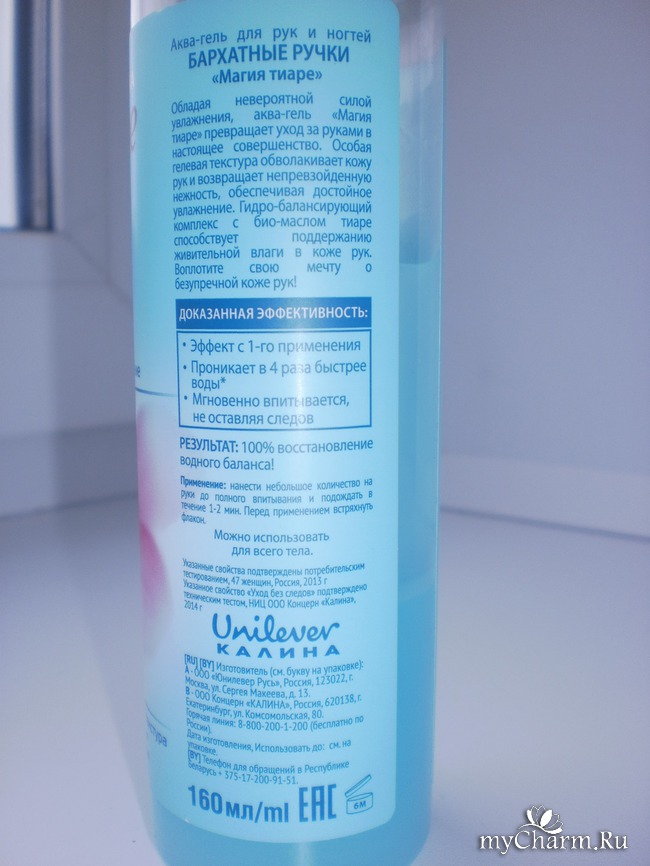 Аква-гель для рук и ногтей
БАРХАТНЫЕ РУЧКИ
«Магия тиаре»
Обладая невероятной силой
увлажнения, аква-гель «Магия
тиаре» превращает уход за руками в
настоящее совершенство. Особая
гелевая текстура обволакивает кожу
рук и возвращает непревзойденную
нежность, обеспечивая достойное
увлажнение. Гидро-балансирующий
комплекс с био-маслом тиаре
способствует поддержанию
живительной влаги в коже рук.
Воплотите свою мечту о
безупречной коже рук!
ДОКАЗАННАЯ ЭФФЕКТИВНОСТЬ:
• Эффект с 1-го применения
• Проникает в 4 раза быстрее
воды*
• Мгновенно впитывается,
не оставляя следов
РЕЗУЛЬТАТ: 100% восстановление
водного баланса!
Применение: нанести небольшое количество на
руки до полного впитывания и подождать в
течение 1-2 мин. Перед применением встряхнуть
флакон.
Можно использовать
для всего тела.
Указанные свойства подтверждены потребительским
тестированием, 47 женщин, Россия, 2013 г
Указанное свойство «Уход без следов» подтверждено
техническим тестом, НИЦ ООО Концерн «Калина»,
2014 г
Unilever
КАЛИНА
[RU] [BY] Изготовитель (см. букву на упаковке):
А - ООО «Юнилевер Русь», Россия, 123022, г.
Москва, ул. Сергея Макеева, д. 13.
В - ООО Концерн «КАЛИНА», Россия, 620138, г.
Екатеринбург, ул. Комсомольская, 80.
Горячая линия: 8-800-200-1-200 (бесплатно по
России).
Дата изготовления, Использовать до: см. на
упаковке.
[BY] Телефон для обращений в Республике
Беларусь + 375-17-200-91-51.
160мл/ml EAC 6М
myCharm.Ru